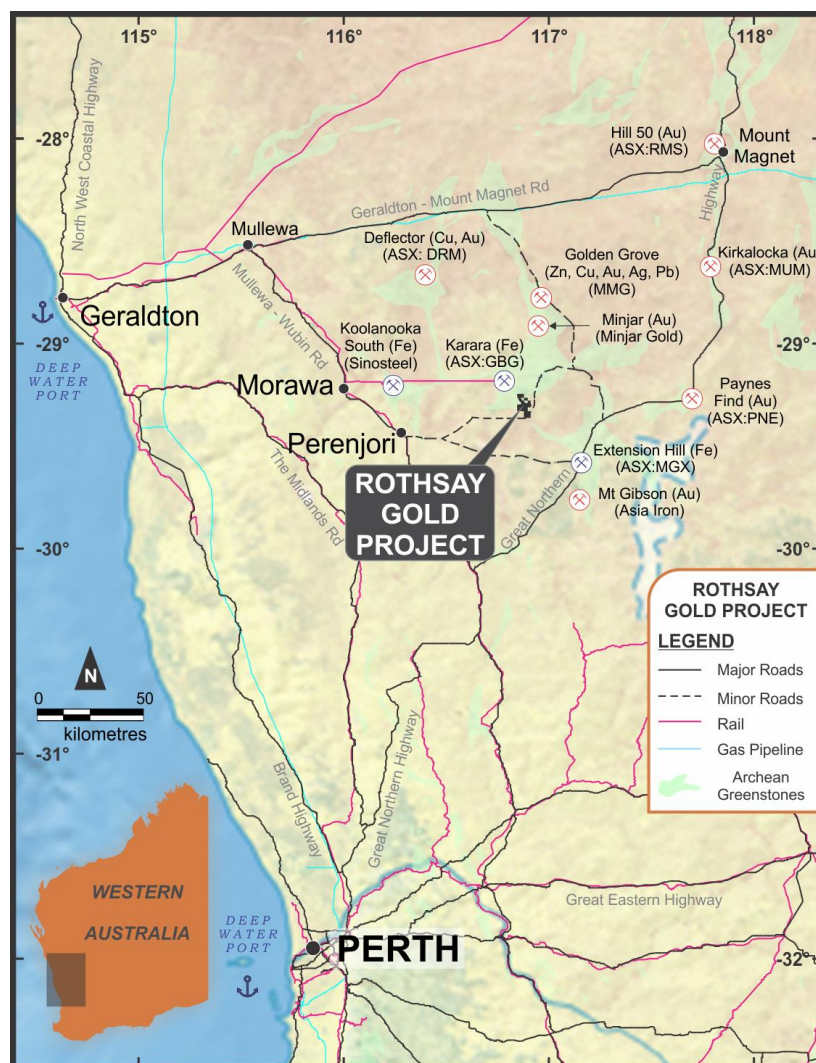 115°
116°
117°
118°
-28°
-29°
-30°
-31°
-32°
North West Coastal Highway
Hill 50 (Au)
(ASX:RMS)
Mount
Magnet
Geraldton - Mount Magnet Rd
Highway
Mullewa
Deflector (Cu, Au)
(ASX: DRM)
Golden Grove
(Zn, Cu, Au, Ag, Pb)
(MMG)
Kirkalocka (Au
(ASX:MUM)
Mullewa - Wubin Rd
Geraldton
DEEP
WATER
PORT
Koolanooka
South (Fe)
(Sinosteel)
Karara (Fe)
(ASX:GBG)
Minjar (Au)
(Minjar Gold)
Morawa
Paynes
Find (Au)
(ASX:PNE)
Perenjori
The Midlands Rd
Extension Hill (Fe)
(ASX:MGX)
ROTHSAY
GOLD
PROJECT
Great Northern
Mt Gibson (Au)
(Asia Iron)
ROTHSAY
GOLD PROJECT
LEGEND
Major Roads
Minor Roads
Rail
Gas Pipeline
Archean
Greenstones
N
0 50
kilometres
Brand Highway
Great Northern Highway
WESTERN
AUSTRALIA
Great Eastern Highway
DEEP
WATER
PORT
PERTH